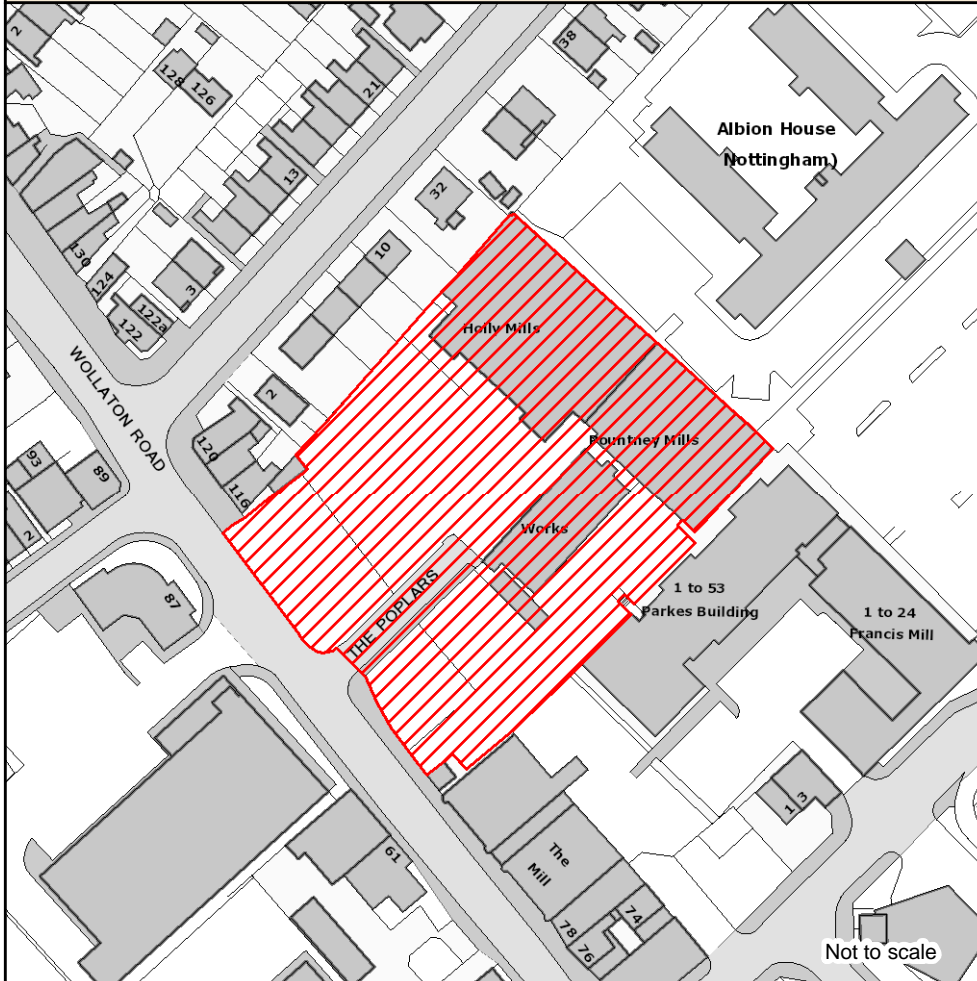 2
38
128
126
21
Albion House
Nottingham)
13
32
130
10
124
3
122a
122
Holly Mills
WOLLATON ROAD
2
120
Pountney Mills
93
89
116
2
Works
THE POPLARS
1 to 53
Parkes Building
87
1 to 24
Francis Mill
1
3
61
The
Mill
74
78
76
Not to scale